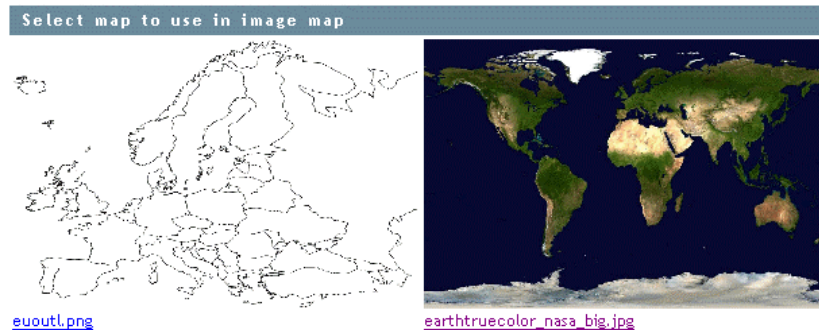 Select map to use in image map
euoutl.png
earthtruecolor_nasa_big.jpg